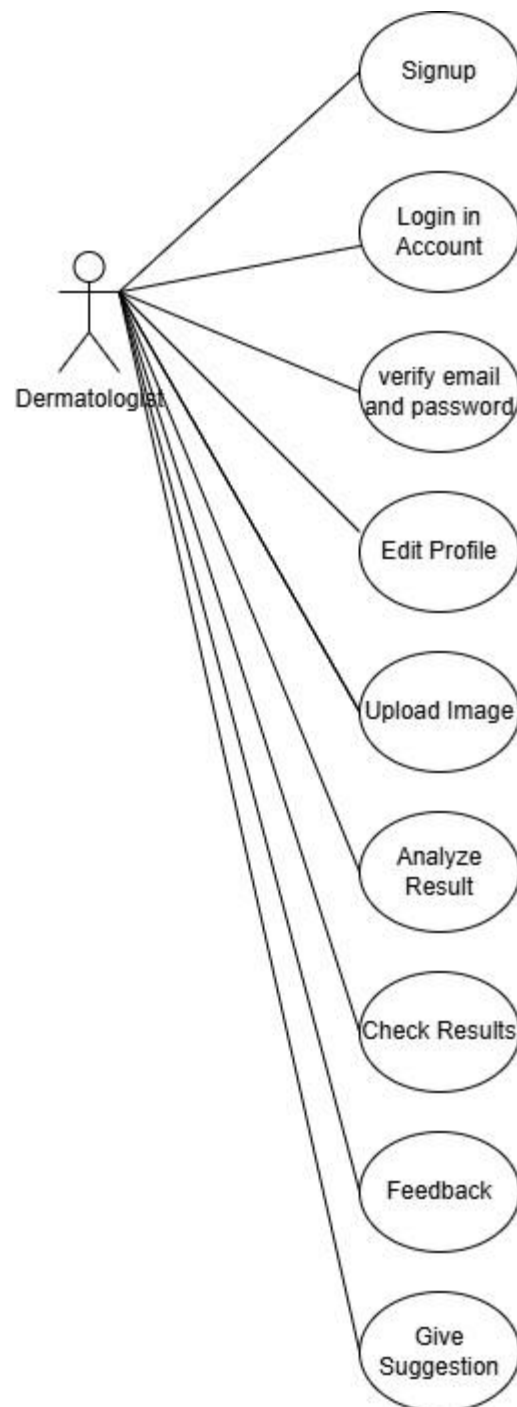 Signup
Login in
Account
Dermatologist
verify email
and password
Edit Profile
Upload Image
Analyze
Result
Check Results
Feedback
Give
Suggestion